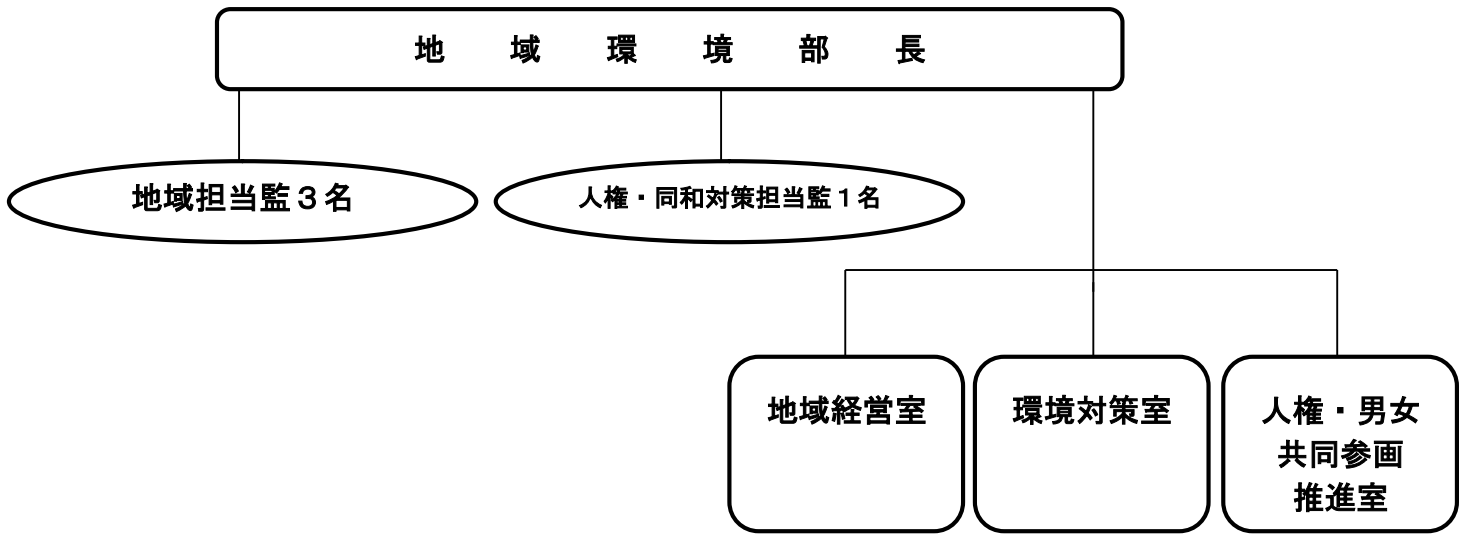 地域環境部長
地域担当監３名
人権・同和対策担当監１名
地域経営室
環境対策室
人権・男女
共同参画
推進室